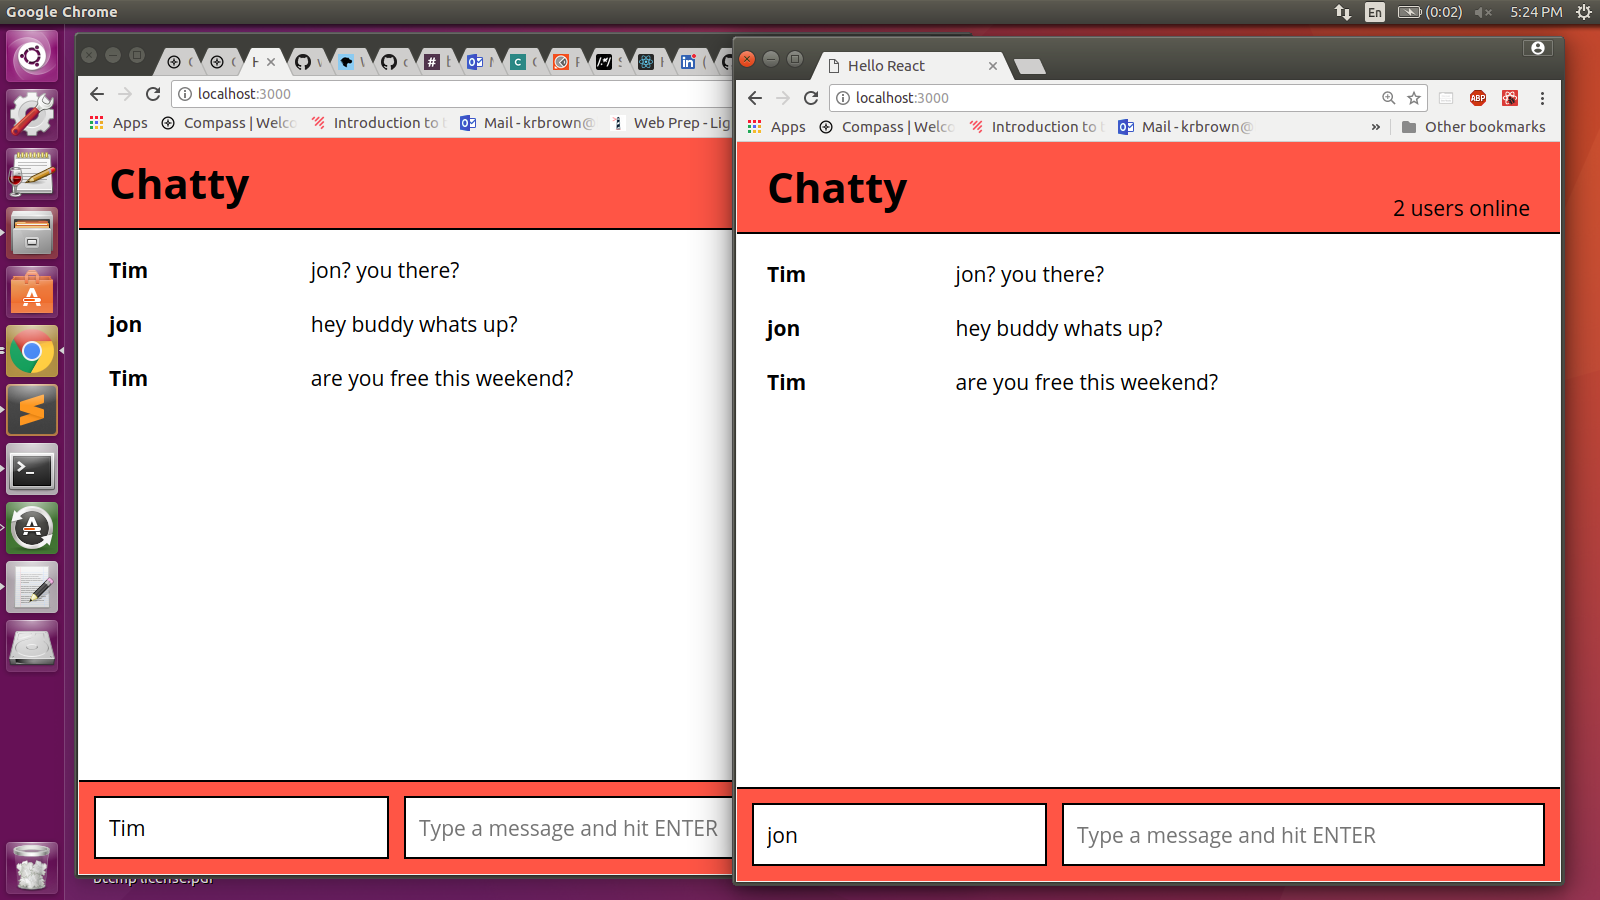 Google Chrome
En
(0:02)
5:24 PM
localhost:3000
Apps
Compass | Welco
Introduction to
Mail - krbrown@
Web Prep - Lig
Chatty
Tim
jon? you there?
jon
hey buddy whats up?
Tim
are you free this weekend?
Tim
Type a message and hit ENTER
Hello React
localhost:3000
ABP
Apps
Compass | Welco
Introduction to
Mail - krbrown@
»
Other bookmarks
Chatty
2 users online
Tim
jon? you there?
jon
hey buddy whats up?
Tim
are you free this weekend?
jon
Type a message and hit ENTER
license.pdf